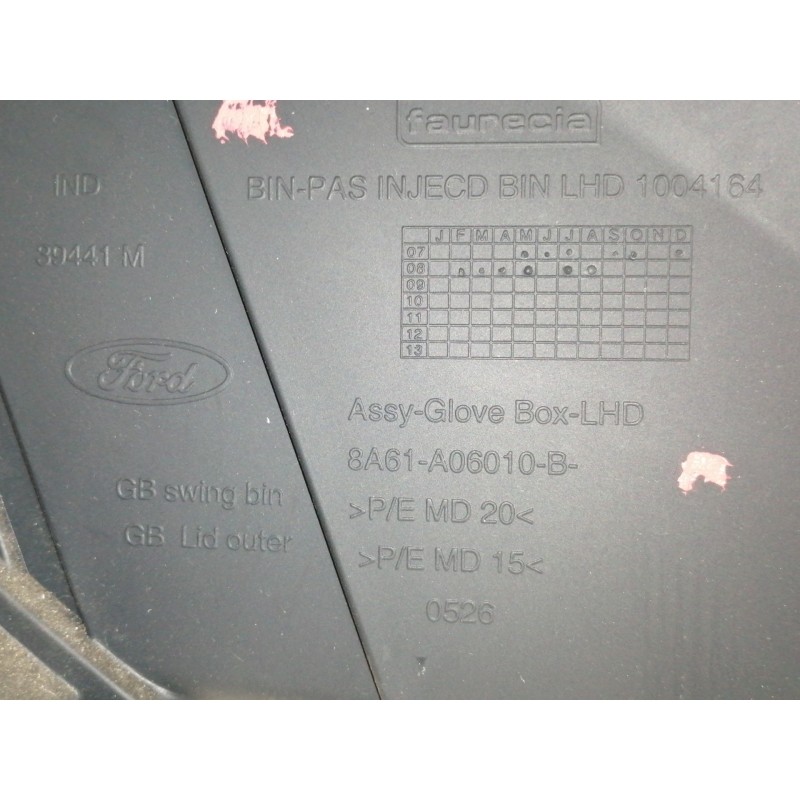 faurecia
BIN-PAS INJECD BIN LHD 1004164
IND
39441 M
J F M A M J J A S O N D
07
08
09
10
11
12
13
Ford
Assy-Glove Box-LHD
8A61-A06010-B-
GB swing bin
>P/E MD 20<
GB Lid outer
>P/E MD 15<
0526